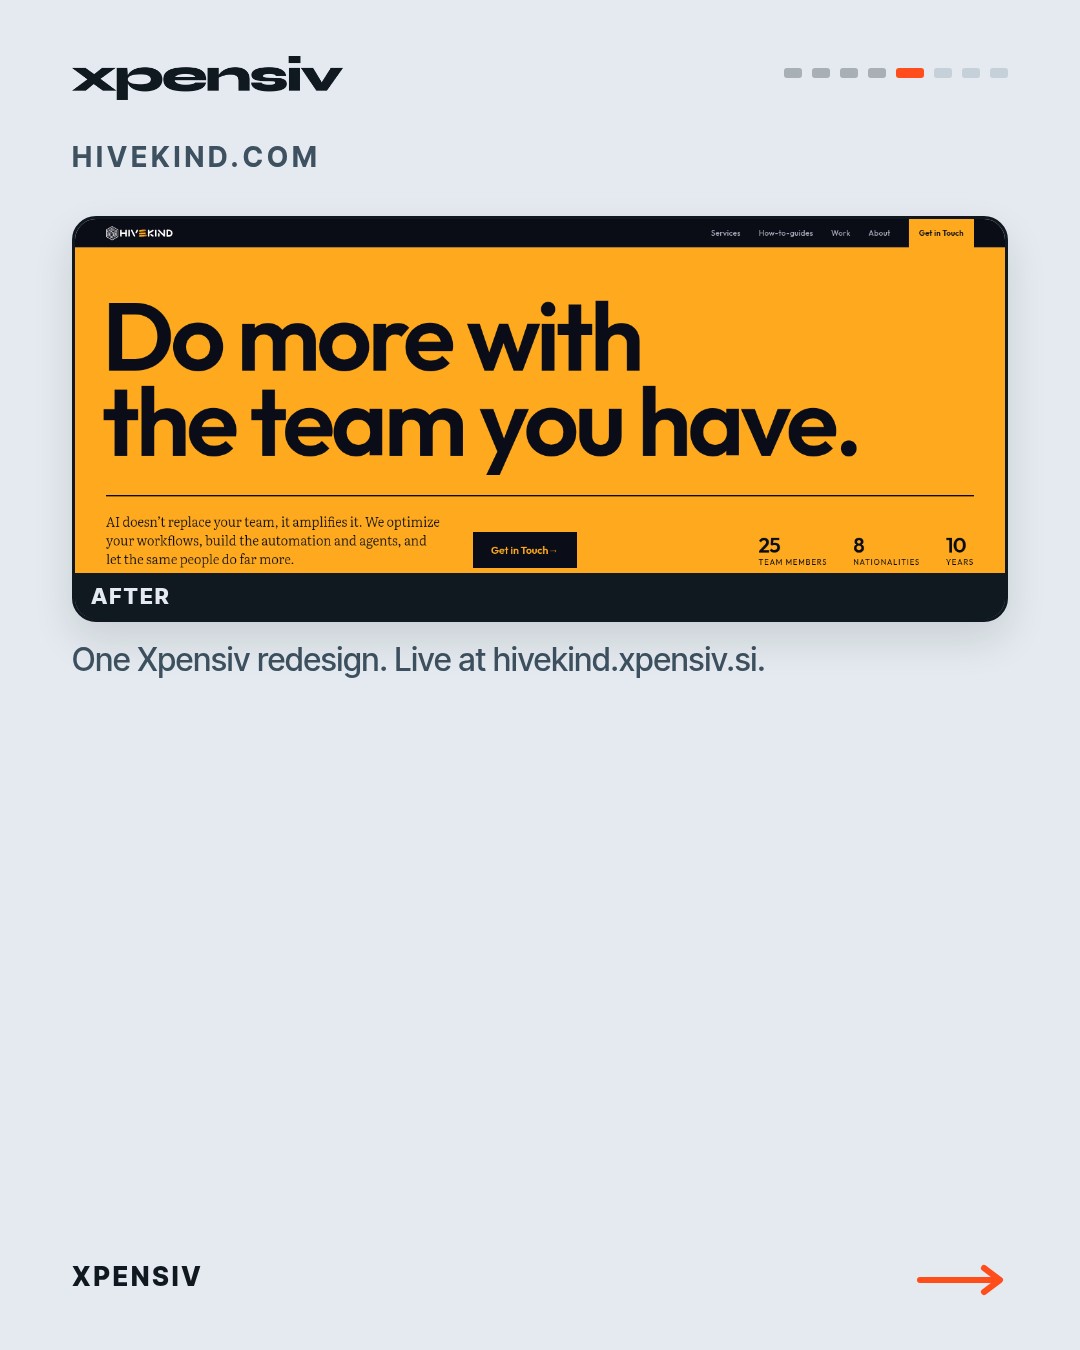 xpensiv
HIVEKIND.COM
HIVEKIND
Services How-to-guides Work About Get in Touch
Do more with
the team you have.
AI doesn't replace your team, it amplifies it. We optimize
your workflows, build the automation and agents, and
let the same people do far more.
Get in Touch→
25 8 10
TEAM MEMBERS NATIONALITIES YEARS
AFTER
One Xpensiv redesign. Live at hivekind.xpensiv.si.
XPENSIV